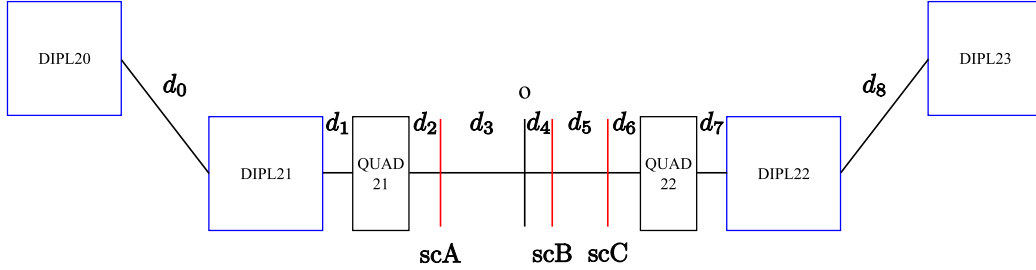 DIPL20
DIPL23
d0
d8
o
d1
d2
d3
d4
d5
d6
d7
DIPL21
QUAD
21
QUAD
22
DIPL22
scA
scB
scC